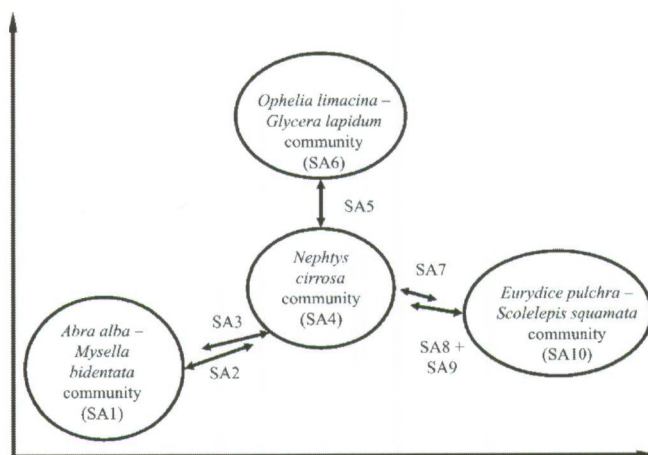 Ophelia limacina –
Glycera lapidum
community
(SA6)
SA5
Nephtys
cirrosa
community
(SA4)
SA7
Eurydice pulchra –
Scolelepis squamata
community
(SA10)
SA8 +
SA9
SA3
SA2
Abra alba –
Mysella
bidentata
community
(SA1)